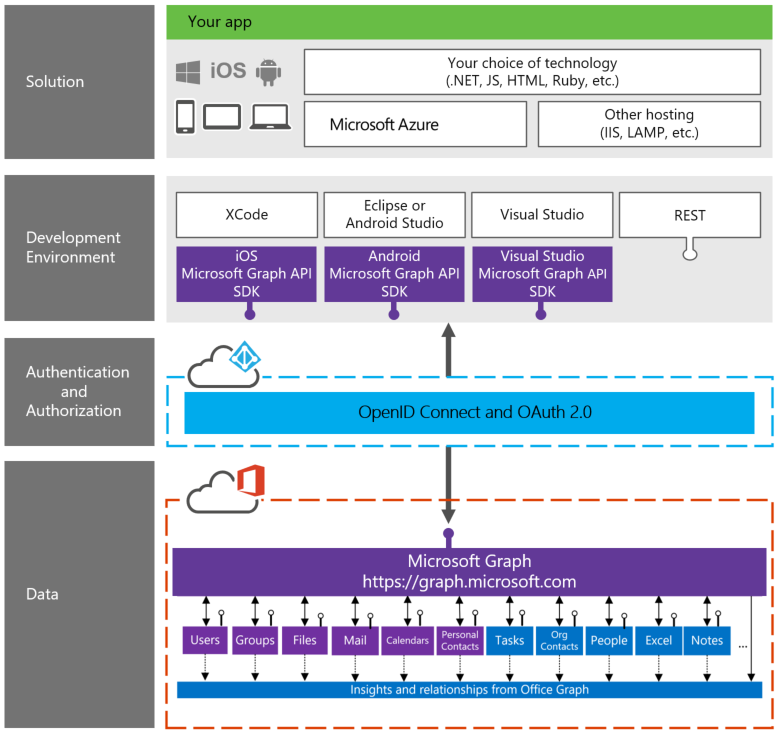 Your app
Solution
iOS
Your choice of technology
(.NET, JS, HTML, Ruby, etc.)
Microsoft Azure
Other hosting
(IIS, LAMP, etc.)
Development
Environment
XCode
Eclipse or
Android Studio
Visual Studio
REST
iOS
Microsoft Graph API
SDK
Android
Microsoft Graph API
SDK
Visual Studio
Microsoft Graph API
SDK
Authentication
and
Authorization
OpenID Connect and OAuth 2.0
Data
Microsoft Graph
https://graph.microsoft.com
Users
Groups
Files
Mail
Calendars
Personal
Contacts
Tasks
Org
Contacts
People
Excel
Notes
...
Insights and relationships from Office Graph